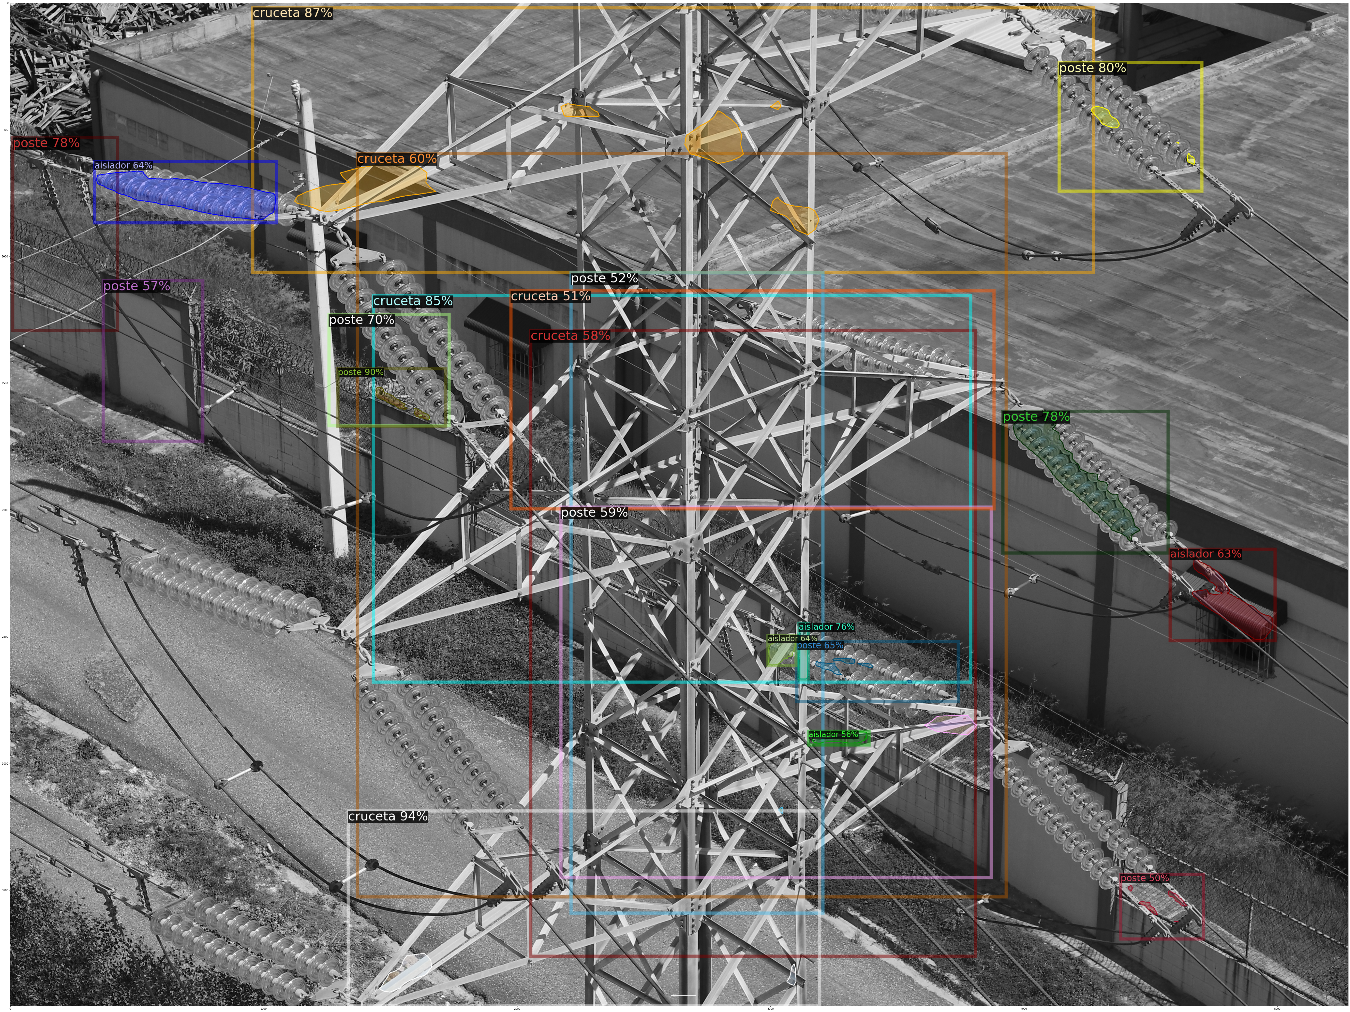 cruceta 87%
poste 80%
poste 78%
aislador 64%
cruceta 60%
poste 52%
poste 57%
cruceta 85%
cruceta 51%
poste 70%
cruceta 58%
poste 90%
poste 78%
poste 59%
aislador 63%
aislador 76%
aislador 64%
poste 65%
aislador 56%
cruceta 94%
poste 50%